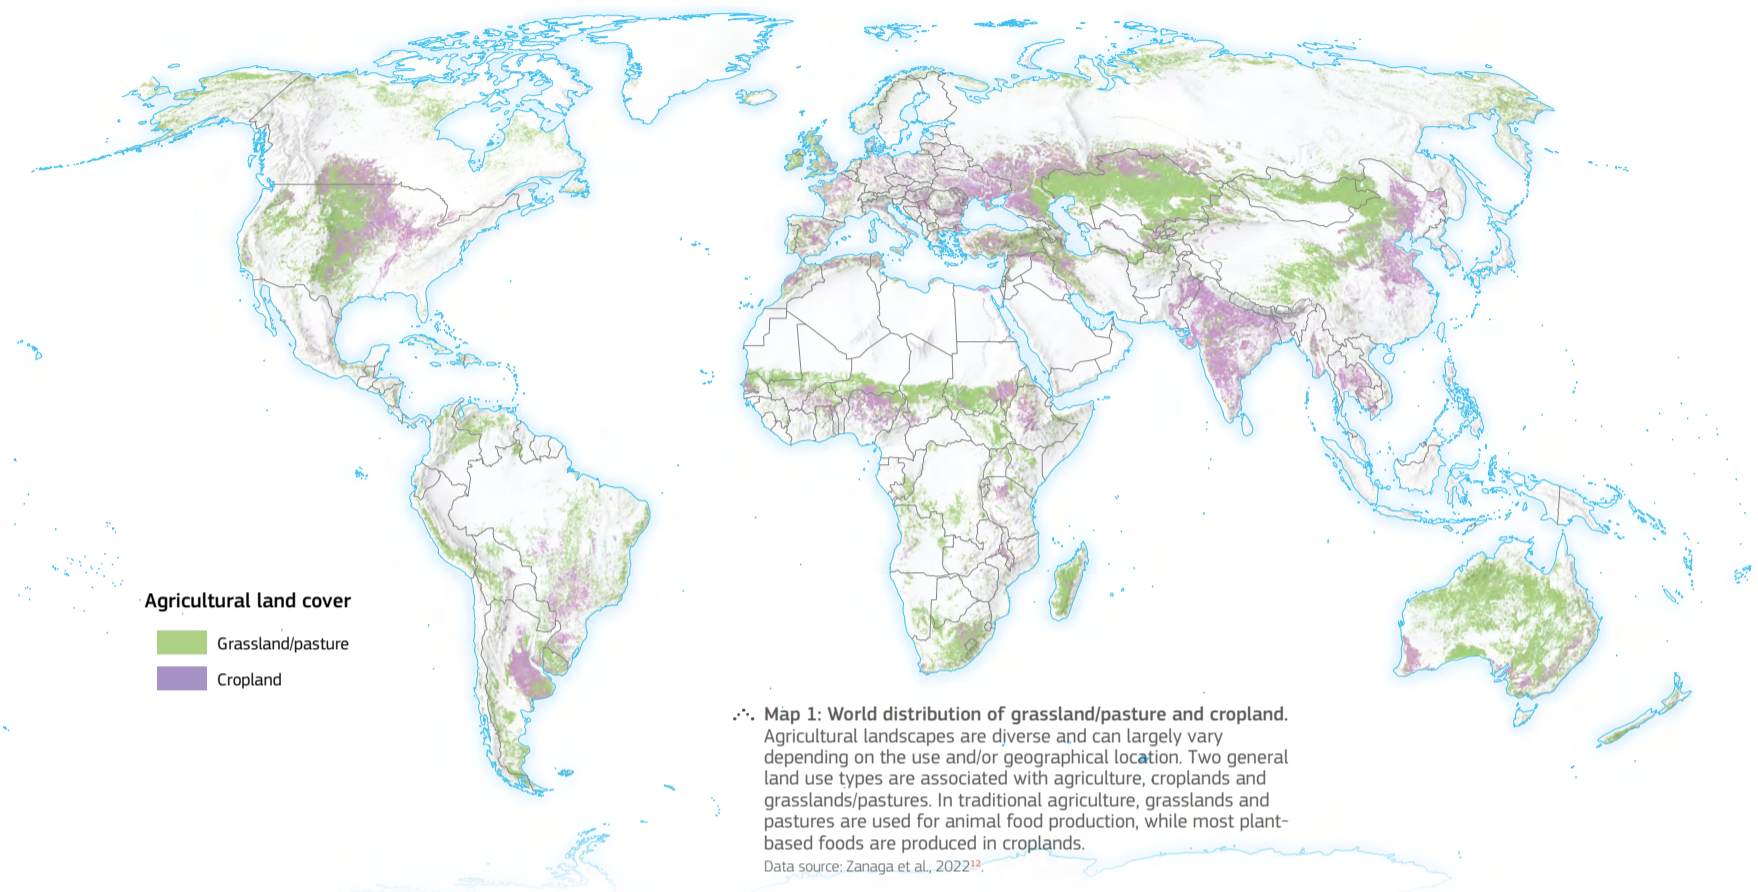 Agricultural land cover
Grassland/pasture
Cropland
Map 1: World distribution of grassland/pasture and cropland.
Agricultural landscapes are diverse and can largely vary
depending on the use and/or geographical location. Two general
land use types are associated with agriculture, croplands and
grasslands/pastures. In traditional agriculture, grasslands and
pastures are used for animal food production, while most plant-
based foods are produced in croplands.
Data source: Zanaga et al., 2022¹².